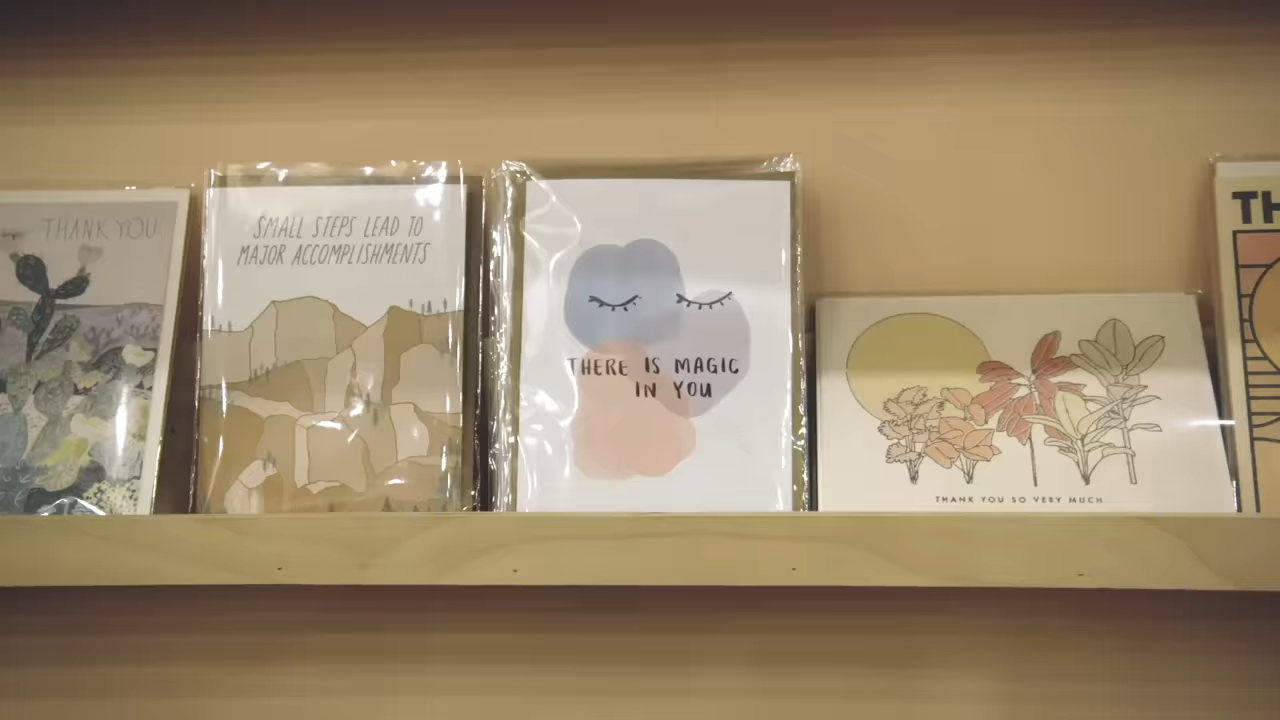 THANK YOU
SMALL STEPS LEAD TO
MAJOR ACCOMPLISHMENTS
THERE IS MAGIC
IN YOU
THANK YOU SO VERY MUCH